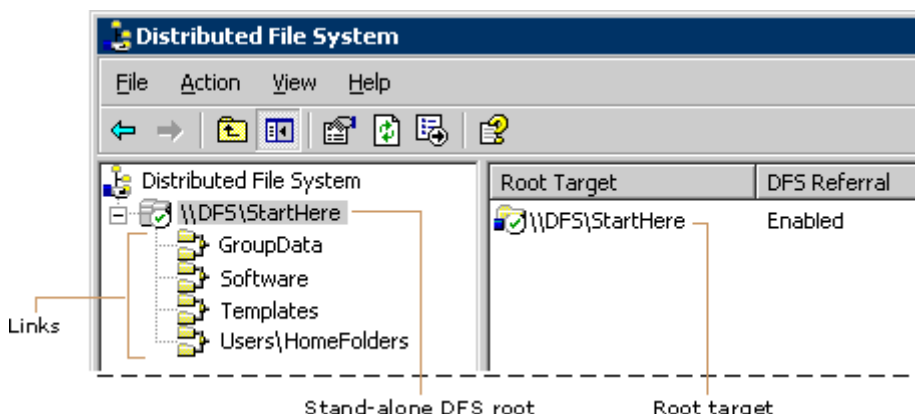 Distributed File System
File Action View Help
Distributed File System
\\DFS\StartHere
GroupData
Software
Templates
Users\HomeFolders
Root Target DFS Referral
\\DFS\StartHere Enabled
Links
Stand-alone DFS root
Root target